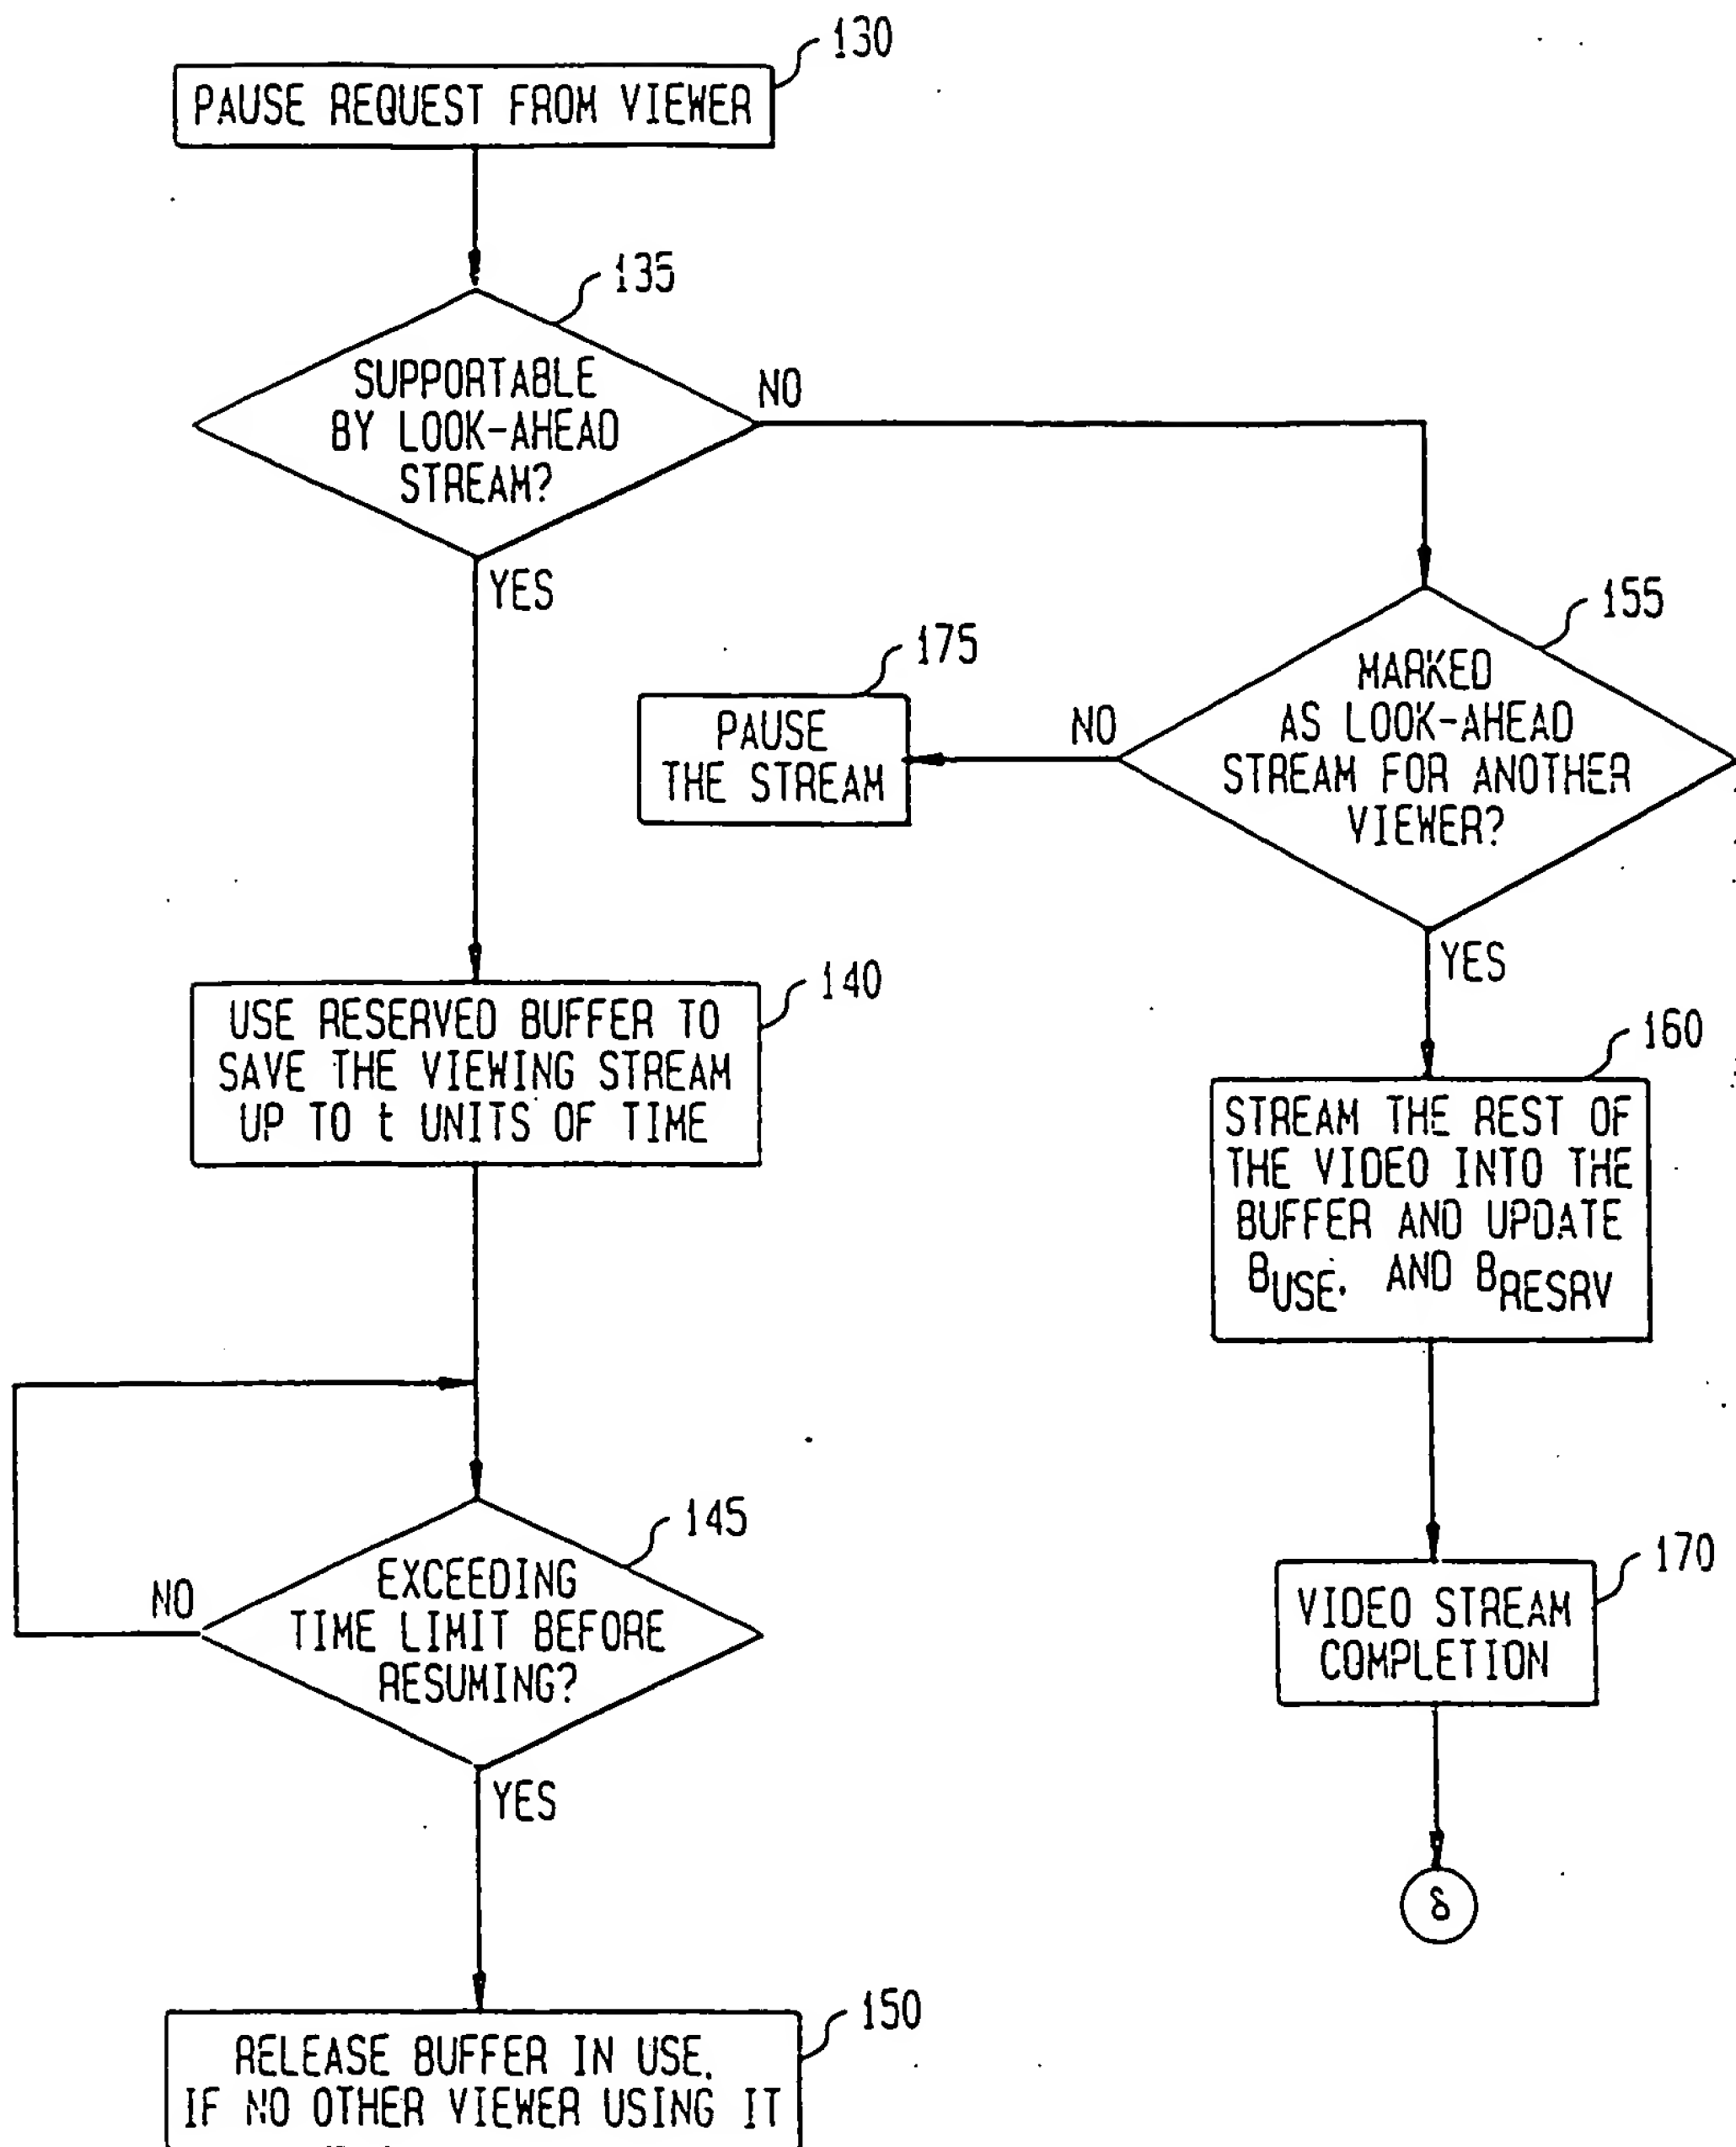 130
PAUSE REQUEST FROM VIEWER
135
SUPPORTABLE
BY LOOK-AHEAD
STREAM?
NO
YES
155
MARKED
AS LOOK-AHEAD
STREAM FOR ANOTHER
VIEWER?
NO
175
PAUSE
THE STREAM
YES
140
USE RESERVED BUFFER TO
SAVE THE VIEWING STREAM
UP TO t UNITS OF TIME
160
STREAM THE REST OF
THE VIDEO INTO THE
BUFFER AND UPDATE
BUSE. AND BRESRV
145
EXCEEDING
TIME LIMIT BEFORE
RESUMING?
NO
YES
170
VIDEO STREAM
COMPLETION
δ
150
RELEASE BUFFER IN USE.
IF NO OTHER VIEWER USING IT